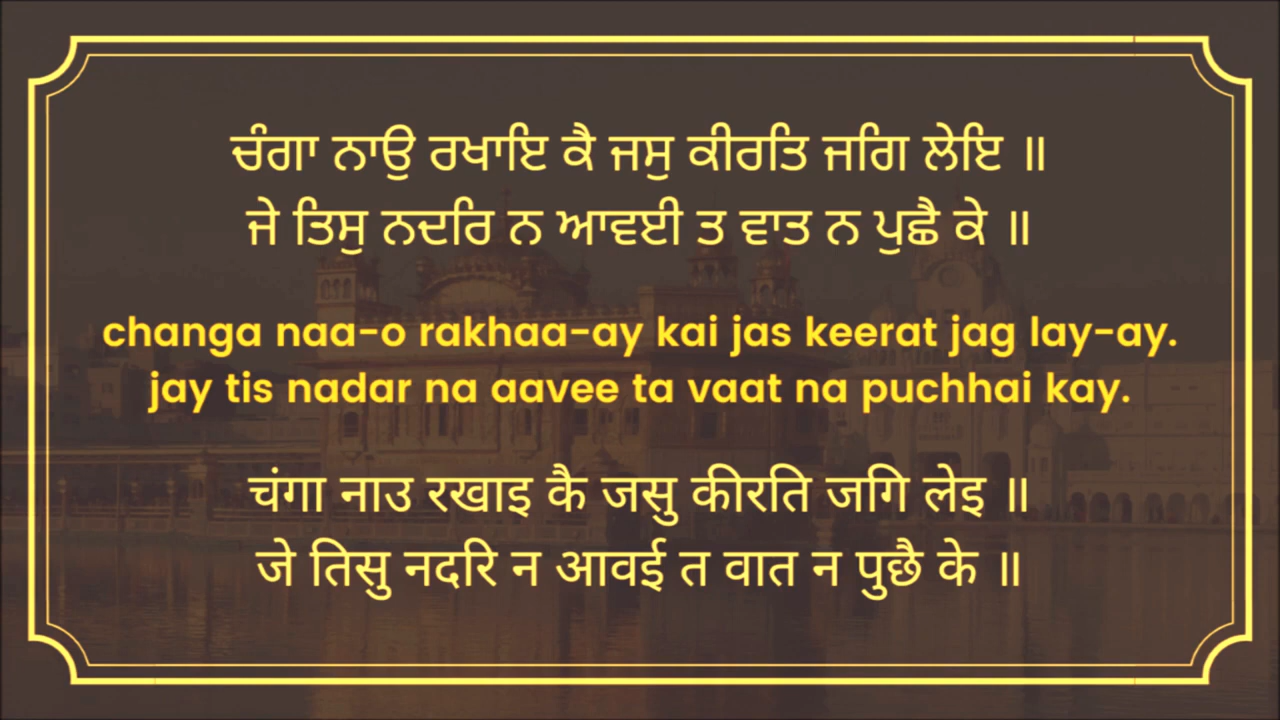 ਚੰਗਾ ਨਾਉ ਰਖਾਇ ਕੈ ਜਸੁ ਕੀਰਤਿ ਜਗਿ ਲੇਇ ॥
ਜੇ ਤਿਸੁ ਨਦਰਿ ਨ ਆਵਈ ਤ ਵਾਤ ਨ ਪੁਛੈ ਕੇ ॥
changa naa-o rakhaa-ay kai jas keerat jag lay-ay.
jay tis nadar na aavee ta vaat na puchhai kay.
चंगा नाउ रखाइ कै जसु कीरति जगि लेइ ॥
जे तिसु नदरि न आवई त वात न पुछै के ॥